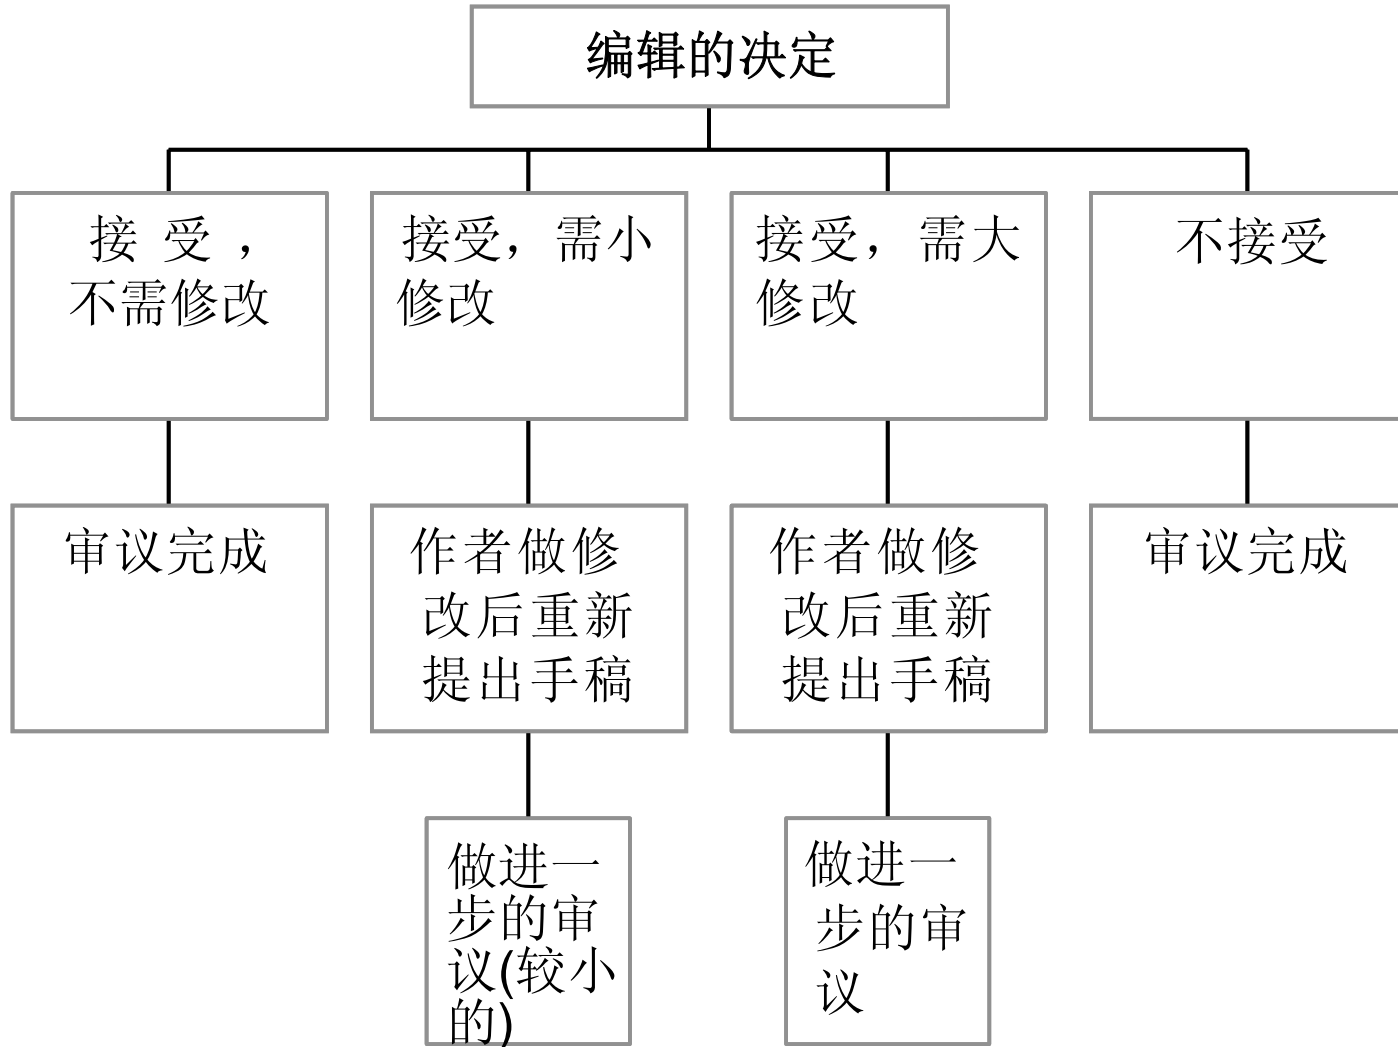 编辑的决定
接 受 ，
不需修改
接受，需小
修改
接受，需大
修改
不接受
审议完成
作者做修
改后重新
提出手稿
作者做修
改后重新
提出手稿
审议完成
做进一
步的审
议(较小
的)
做进一
步的审
议